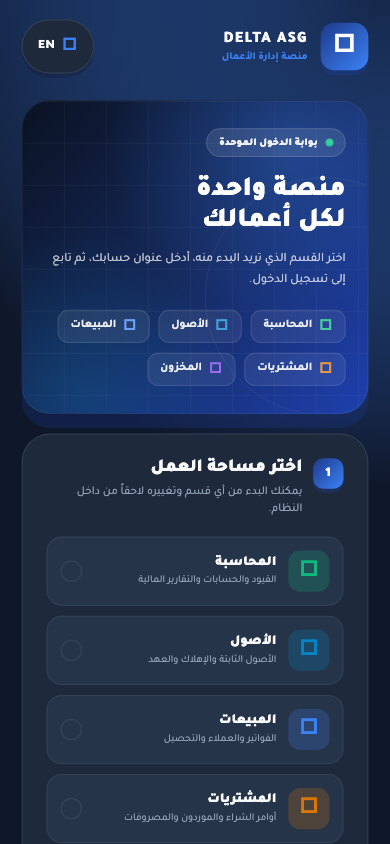 DELTA ASG
منصة إدارة الأعمال
EN
بوابة الدخول الموحدة
منصة واحدة
لكل أعمالك
اختر القسم الذي تريد البدء منه، أدخل عنوان حسابك، ثم تابع
إلى تسجيل الدخول.
المحاسبة
الأصول
المبيعات
المشتريات
المخزون
1
اختر مساحة العمل
يمكنك البدء من أي قسم وتغييره لاحقاً من داخل
النظام.
المحاسبة
القيود والحسابات والتقارير المالية
الأصول
الأصول الثابتة والإهلاك والعهد
المبيعات
الفواتير والعملاء والتحصيل
المشتريات
أوامر الشراء والموردون والمصروفات